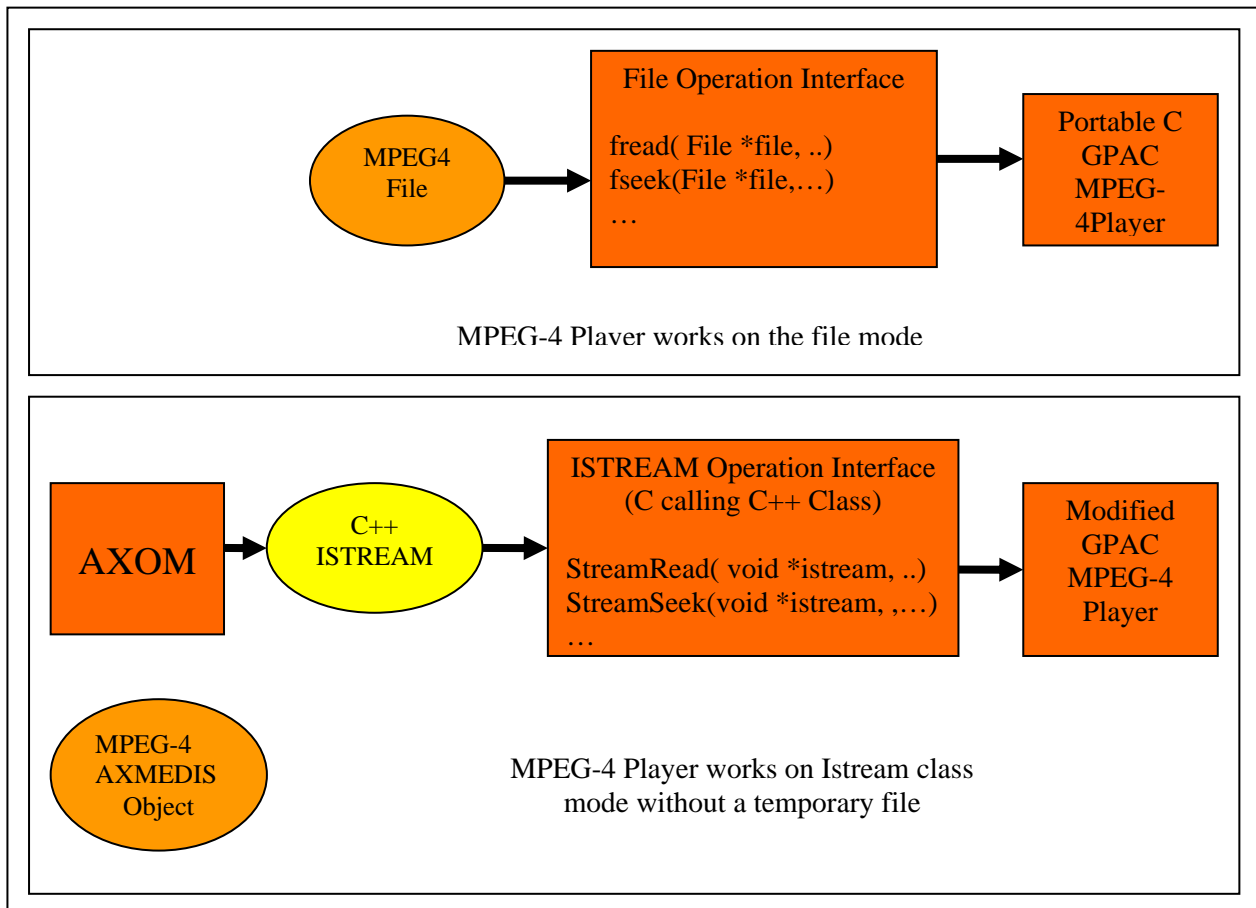 MPEG4
File
File Operation Interface
fread( File *file, ..)
fseek(File *file,…)
…
Portable C
GPAC
MPEG-
4Player
MPEG-4 Player works on the file mode
AXOM
C++
ISTREAM
ISTREAM Operation Interface
(C calling C++ Class)
StreamRead( void *istream, ..)
StreamSeek(void *istream, ,…)
…
Modified
GPAC
MPEG-4
Player
MPEG-4
AXMEDIS
Object
MPEG-4 Player works on Istream class
mode without a temporary file